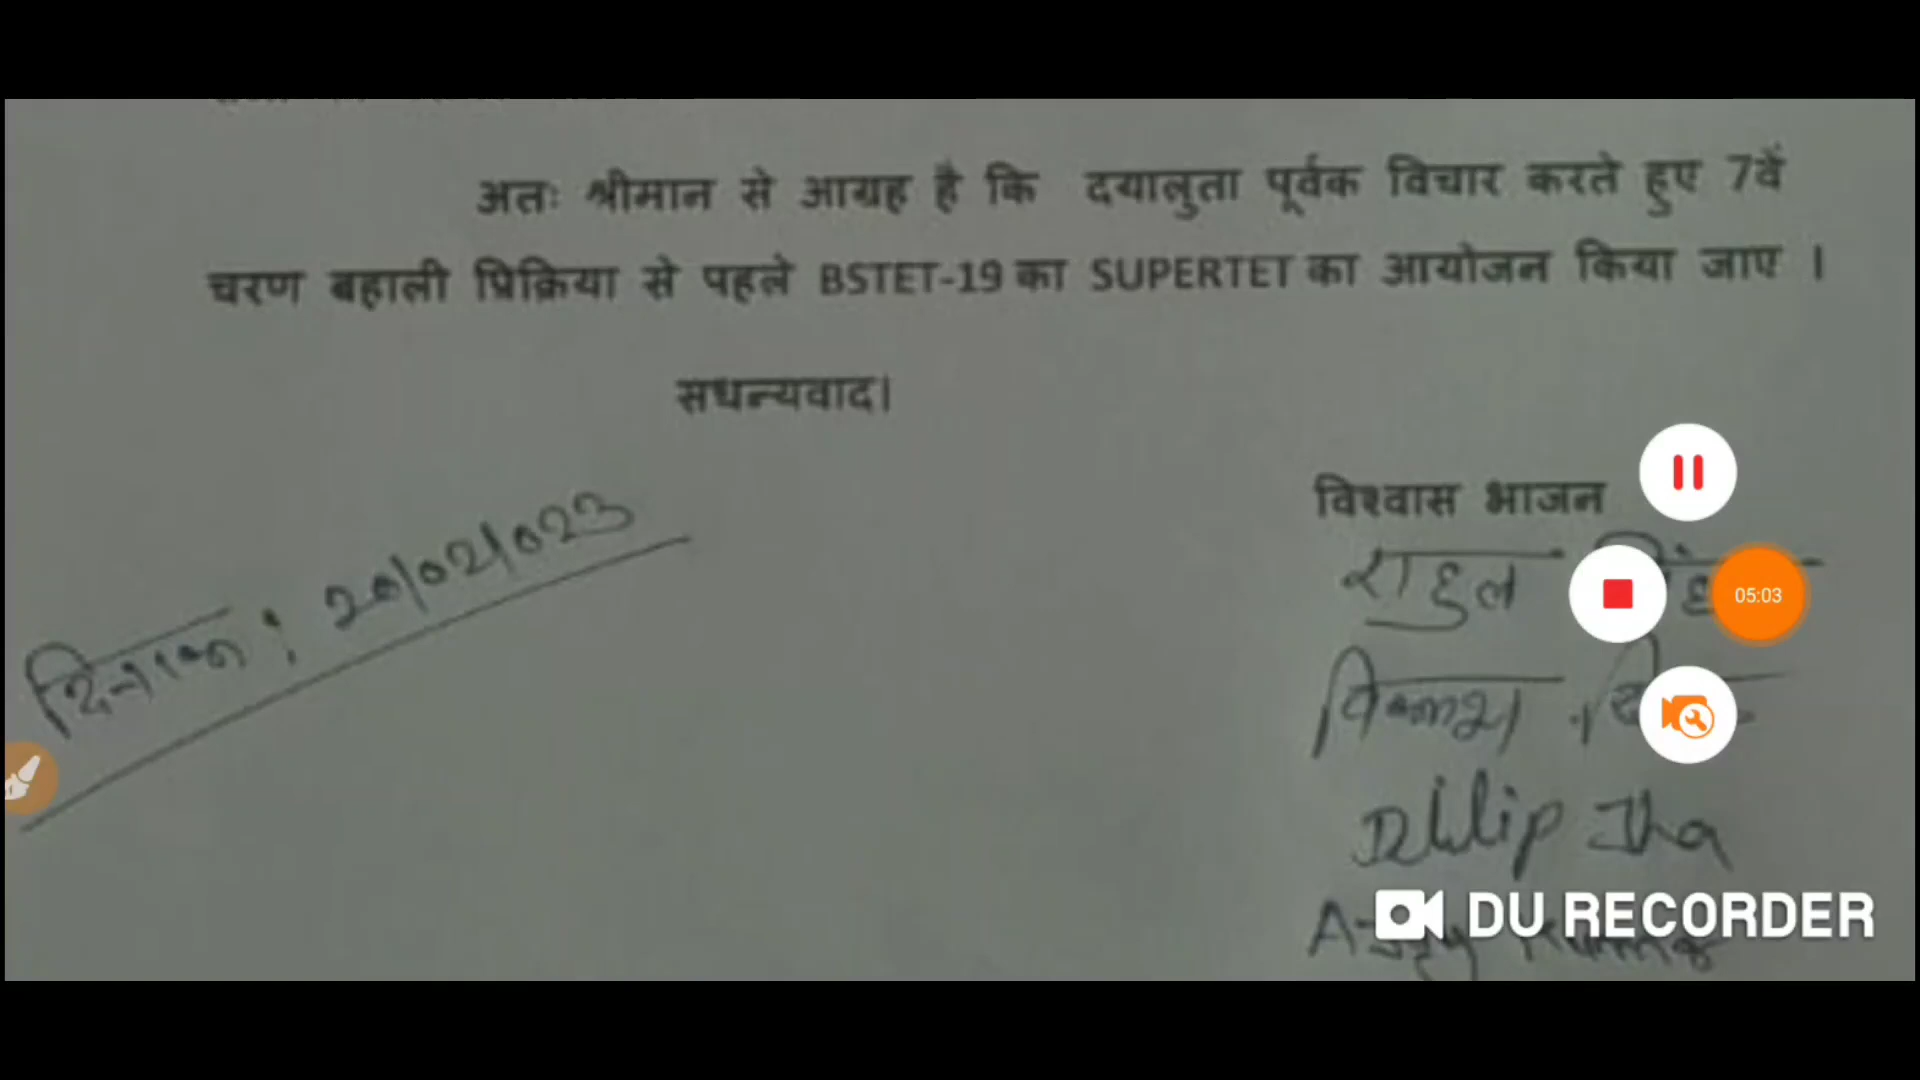 अतः श्रीमान से आग्रह है कि दयालुता पूर्वक विचार करते हुए 7वें
चरण बहाली प्रिक्रिया से पहले BSTET-19 का SUPERTET का आयोजन किया जाए ।
सधन्यवाद।
विश्वास भाजन
दिनांक : 20/02/023
राहुल
05:03
विकाश
Dhilip Jha
DU RECORDER